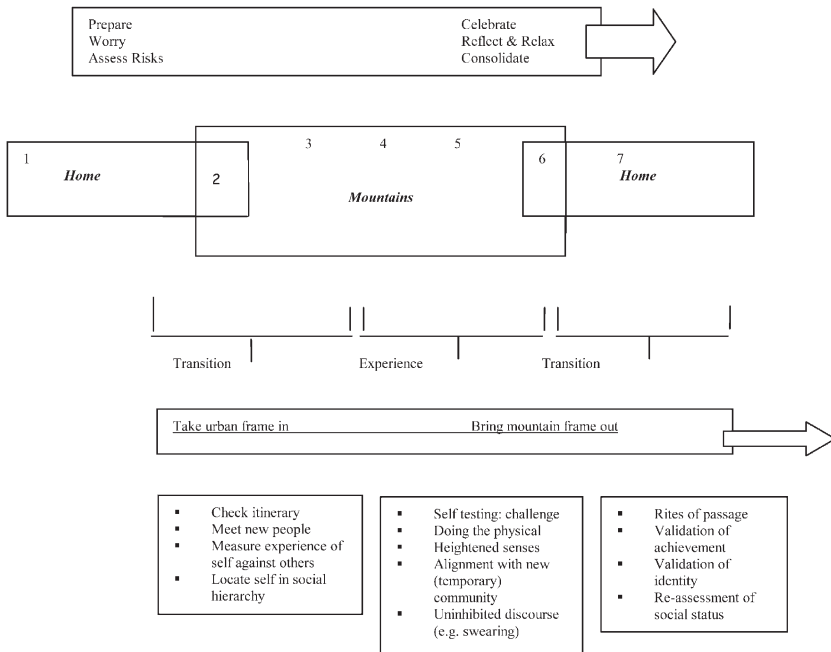 Prepare
Worry
Assess Risks
Celebrate
Reflect & Relax
Consolidate
1
Home
2
3
4
5
Mountains
6
7
Home
Transition
Experience
Transition
Take urban frame in
Bring mountain frame out
▪ Check itinerary
▪ Meet new people
▪ Measure experience of
self against others
▪ Locate self in social
hierarchy
▪ Self testing: challenge
▪ Doing the physical
▪ Heightened senses
▪ Alignment with new
(temporary)
community
▪ Uninhibited discourse
(e.g. swearing)
▪ Rites of passage
▪ Validation of
achievement
▪ Validation of
identity
▪ Re-assessment of
social status